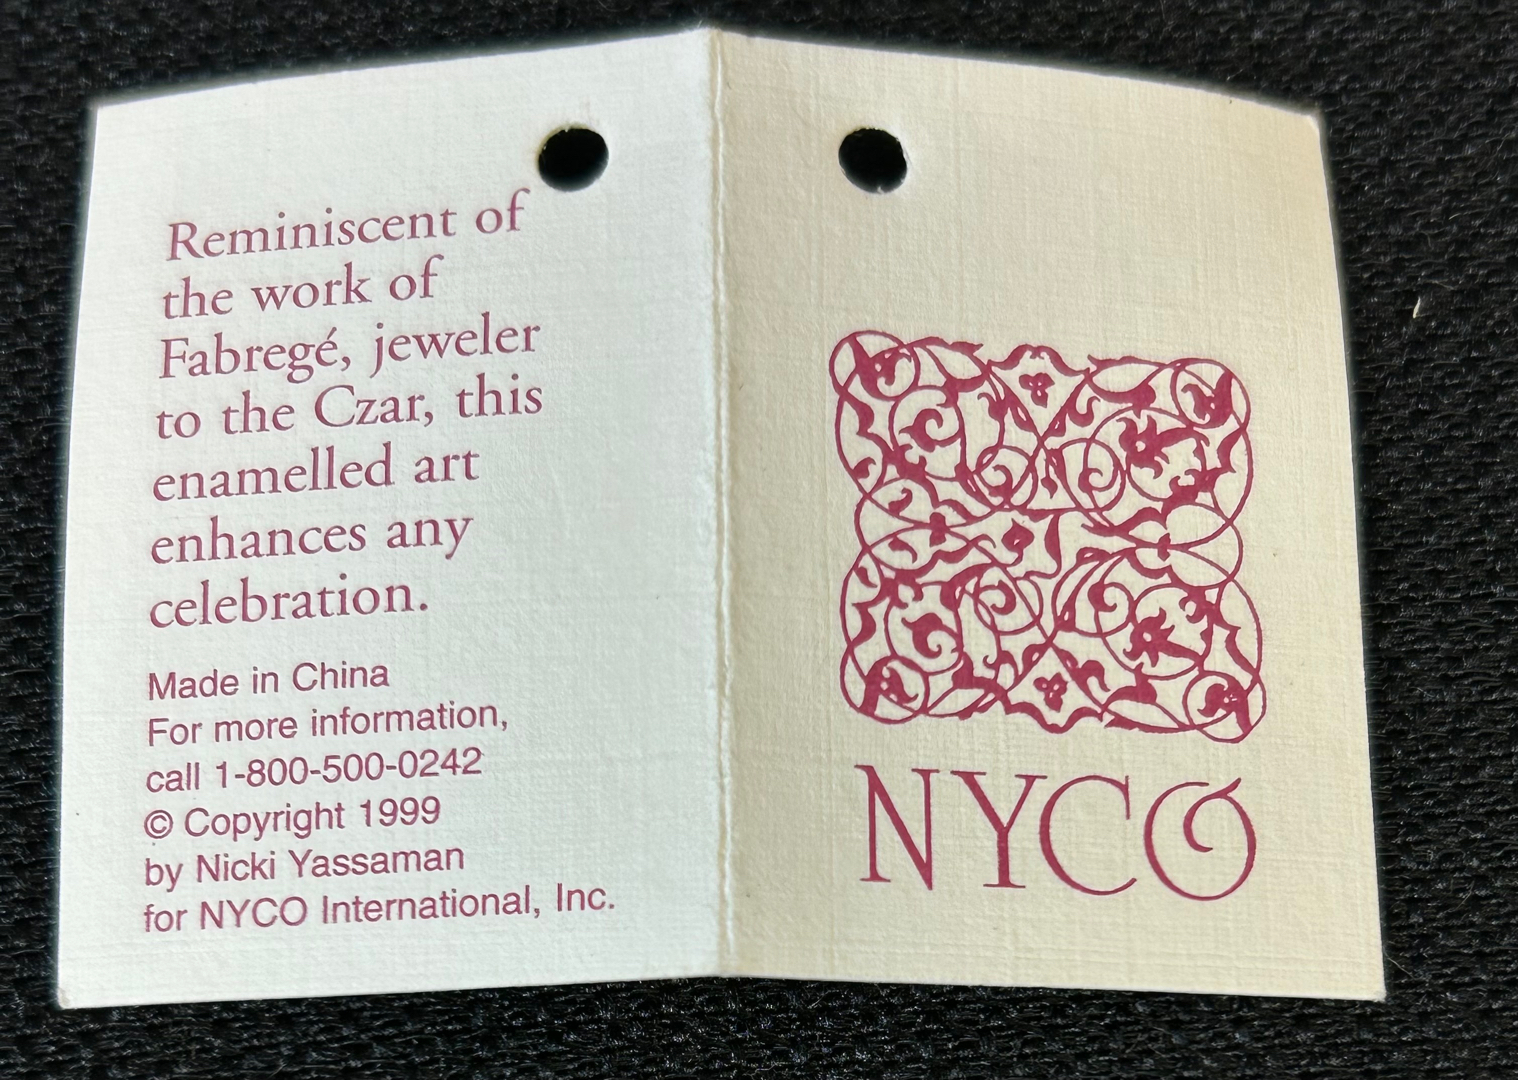 Reminiscent of
the work of
Fabregé, jeweler
to the Czar, this
enamelled art
enhances any
celebration.
Made in China
For more information,
call 1-800-500-0242
© Copyright 1999
by Nicki Yassaman
for NYCO International, Inc.
NYCO